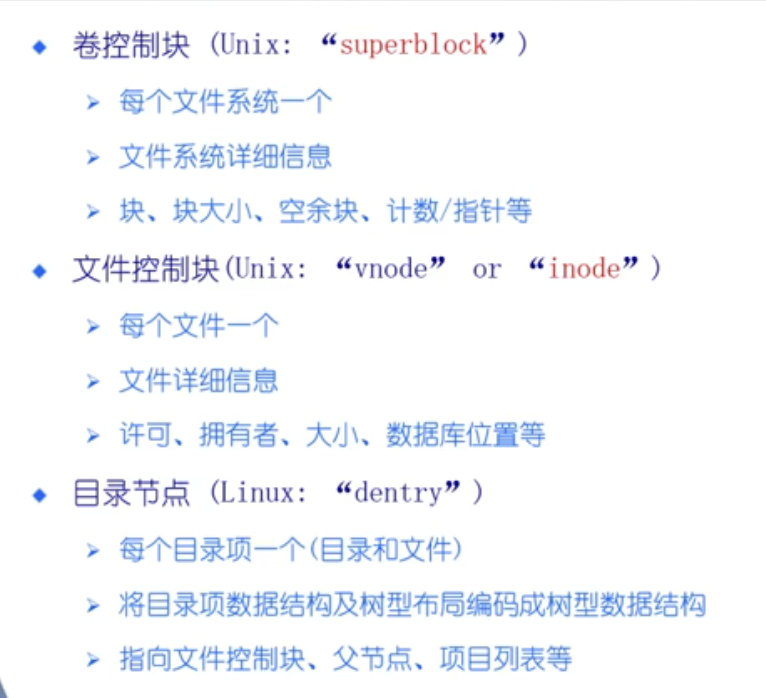 卷控制块 (Unix: “superblock”)
每个文件系统一个
文件系统详细信息
块、块大小、空余块、计数/指针等
文件控制块(Unix: “vnode” or “inode”)
每个文件一个
文件详细信息
许可、拥有者、大小、数据库位置等
目录节点 (Linux: “dentry”)
每个目录项一个(目录和文件)
将目录项数据结构及树型布局编码成树型数据结构
指向文件控制块、父节点、项目列表等